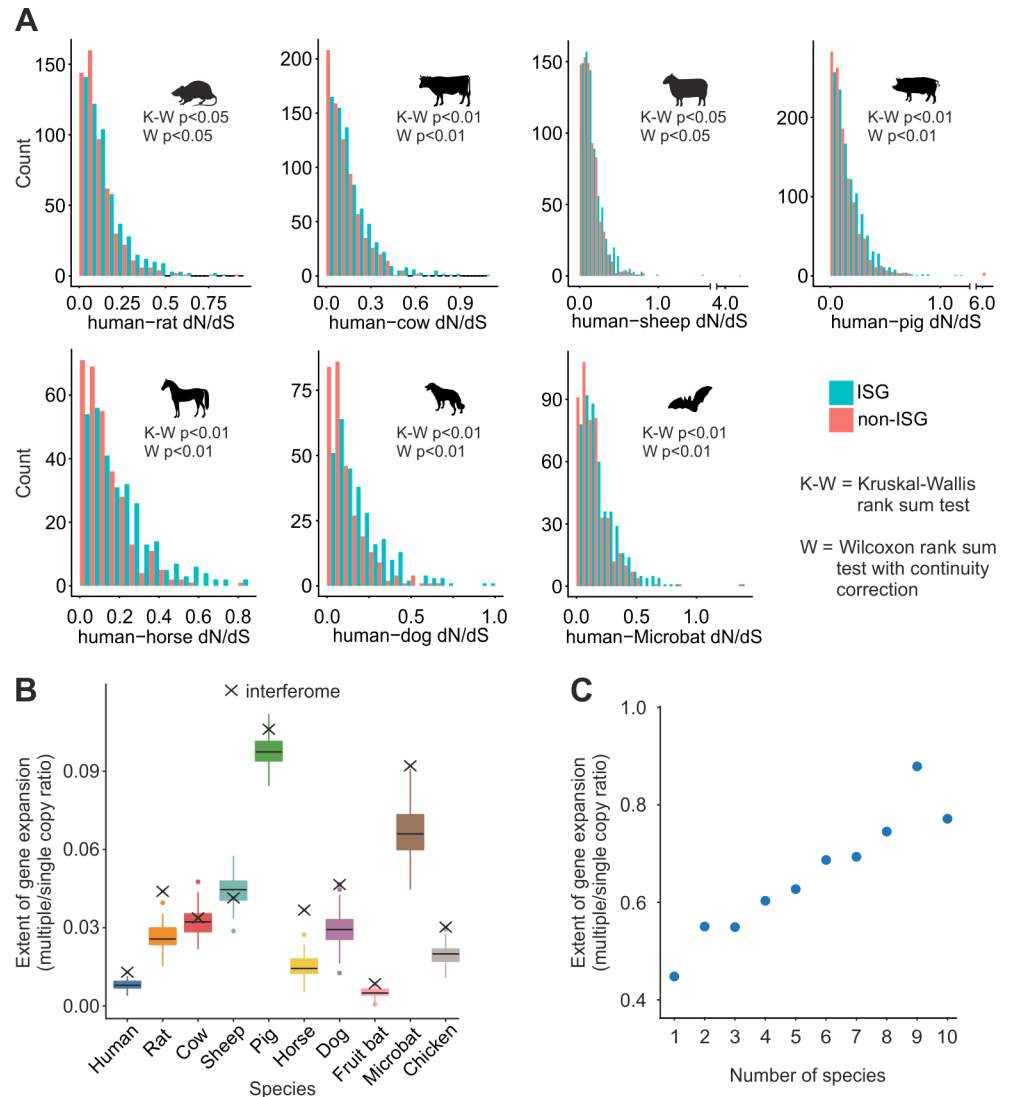 A
150
100
50
0
Count
K-W p<0.05
W p<0.05
0.0 0.25 0.5 0.75
human−rat dN/dS
200
150
100
50
0
K-W p<0.01
W p<0.01
0.0 0.3 0.6 0.9
human−cow dN/dS
150
100
50
0
K-W p<0.05
W p<0.05
0.0 1.0 4.0
human−sheep dN/dS
200
100
0
K-W p<0.01
W p<0.01
0.0 1.0 6.0
human−pig dN/dS
60
40
20
0
Count
K-W p<0.01
W p<0.01
0.0 0.2 0.4 0.6 0.8
human−horse dN/dS
75
50
25
0
K-W p<0.01
W p<0.01
0.0 0.5 1.0
human−dog dN/dS
90
60
30
0
K-W p<0.01
W p<0.01
0.0 0.5 1.0
human−Microbat dN/dS
ISG
non-ISG
K-W = Kruskal-Wallis
rank sum test
W = Wilcoxon rank sum
test with continuity
correction
B
× interferome
Extent of gene expansion
(multiple/single copy ratio)
0.09
0.06
0.03
0.00
Human Rat Cow Sheep Pig Horse Dog Fruit bat Microbat Chicken
Species
C
Extent of gene expansion
(multiple/single copy ratio)
1.0
0.8
0.6
0.4
1 2 3 4 5 6 7 8 9 10
Number of species